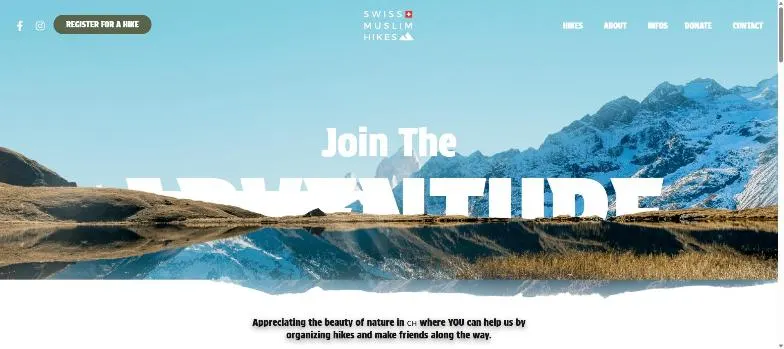 REGISTER FOR A HIKE
SWISS
MUSLIM
HIKES
HIKES ABOUT INFOS DONATE CONTACT
Join The
ADVENTURE
Appreciating the beauty of nature in CH where YOU can help us by
organizing hikes and make friends along the way.